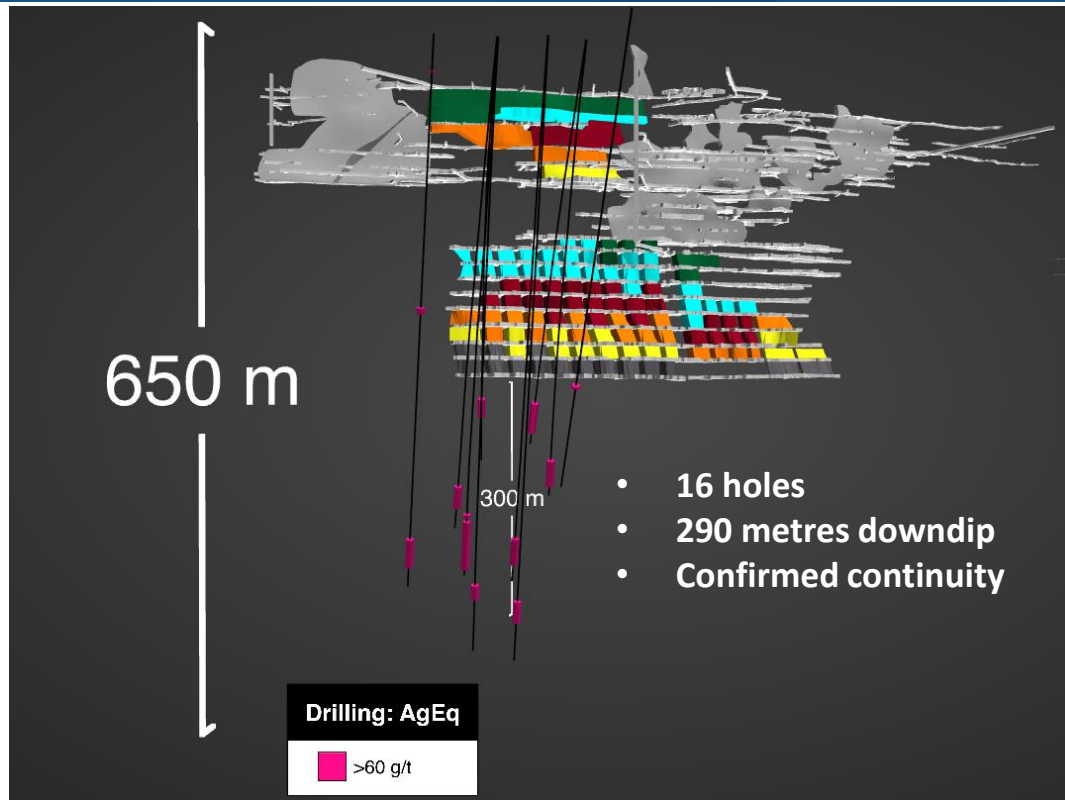 650 m
300 m
• 16 holes
• 290 metres downdip
• Confirmed continuity
Drilling: AgEq
>60 g/t